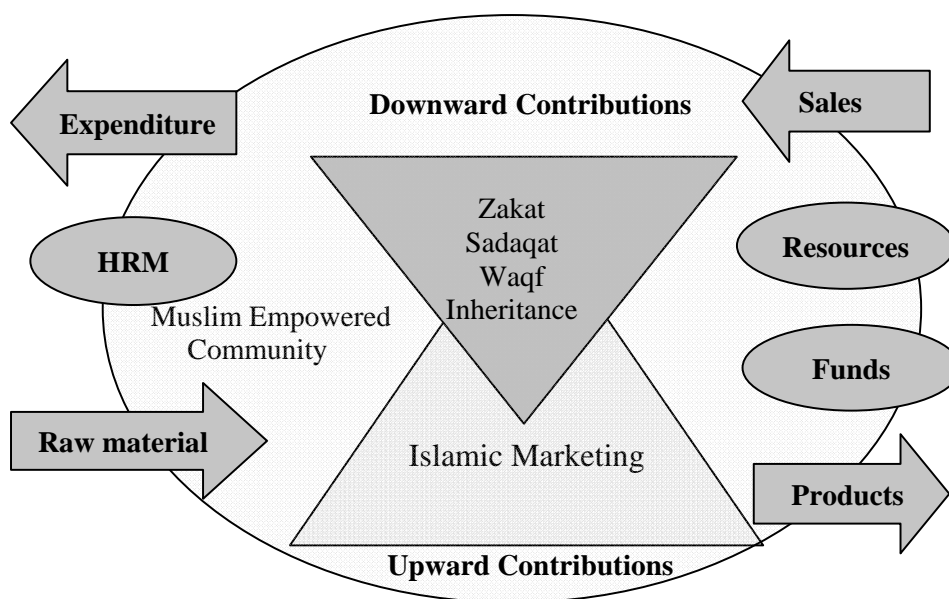 Downward Contributions
Expenditure
Sales
Zakat
Sadaqat
Waqf
Inheritance
HRM
Resources
Muslim Empowered
Community
Funds
Raw material
Islamic Marketing
Products
Upward Contributions